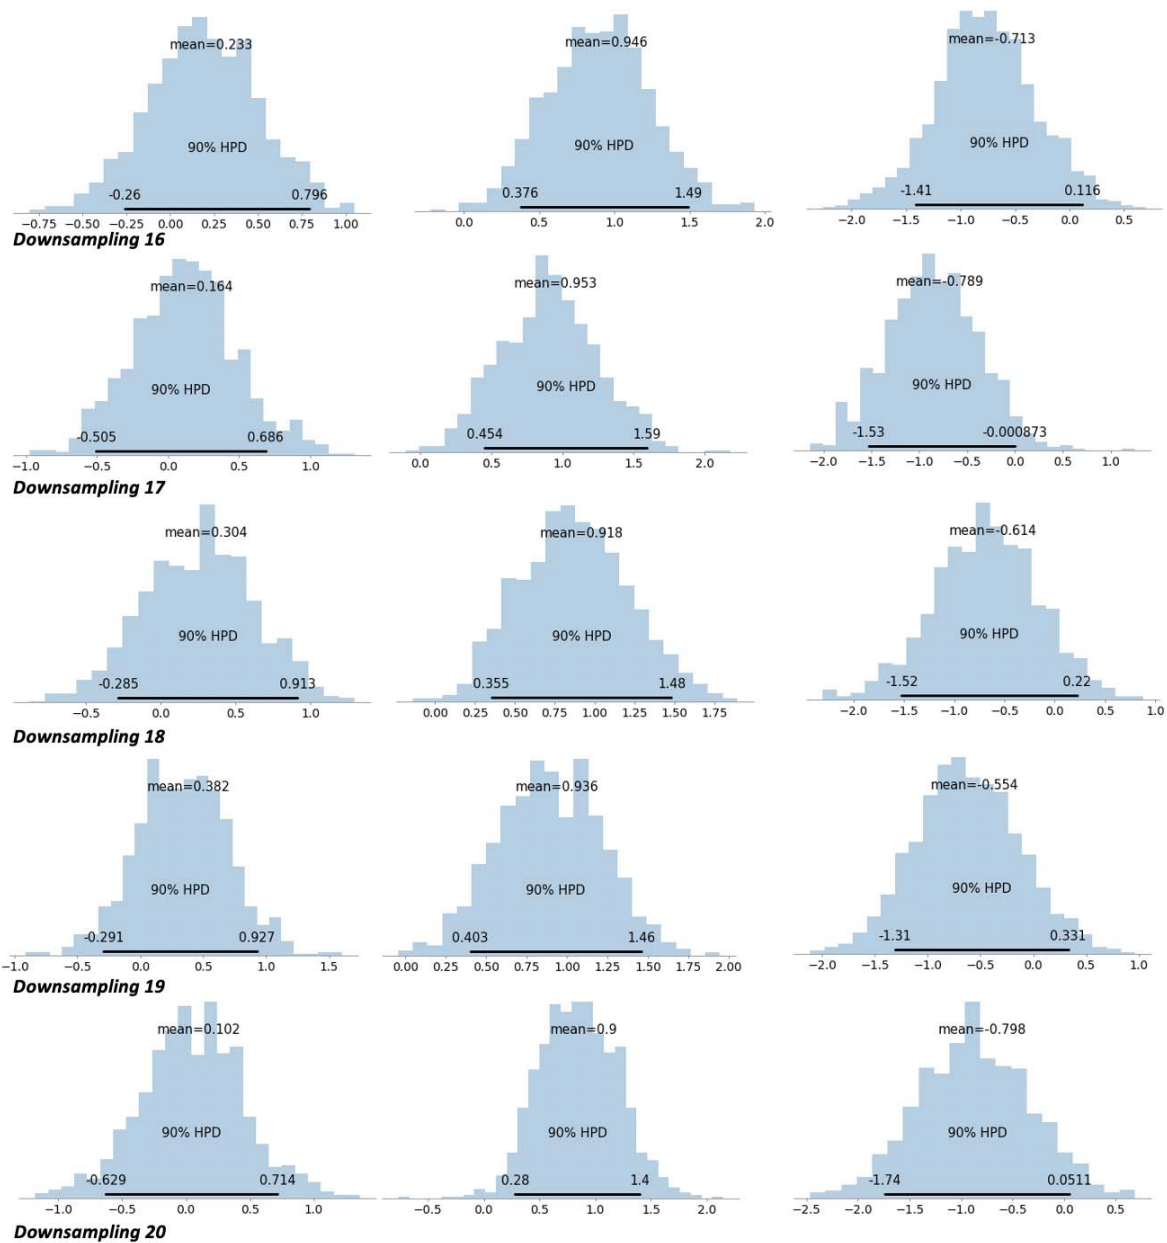 mean=0.233 mean=0.946 mean=-0.713
90% HPD 90% HPD 90% HPD
-0.26 0.796 0.376 1.49 -1.41 0.116
−0.75 −0.50 −0.25 0.00 0.25 0.50 0.75 1.00 0.0 0.5 1.0 1.5 2.0 −2.0 −1.5 −1.0 −0.5 0.0 0.5
Downsampling 16
mean=0.164 mean=0.953 mean=-0.789
90% HPD 90% HPD 90% HPD
-0.505 0.686 0.454 1.59 -1.53 -0.000873
−1.0 −0.5 0.0 0.5 1.0 0.0 0.5 1.0 1.5 2.0 −2.0 −1.5 −1.0 −0.5 0.0 0.5 1.0
Downsampling 17
mean=0.304 mean=0.918 mean=-0.614
90% HPD 90% HPD 90% HPD
-0.285 0.913 0.355 1.48 -1.52 0.22
−0.5 0.0 0.5 1.0 0.00 0.25 0.50 0.75 1.00 1.25 1.50 1.75 −2.0 −1.5 −1.0 −0.5 0.0 0.5 1.0
Downsampling 18
mean=0.382 mean=0.936 mean=-0.554
90% HPD 90% HPD 90% HPD
-0.291 0.927 0.403 1.46 -1.31 0.331
−1.0 −0.5 0.0 0.5 1.0 1.5 0.00 0.25 0.50 0.75 1.00 1.25 1.50 1.75 2.00 −2.0 −1.5 −1.0 −0.5 0.0 0.5 1.0
Downsampling 19
mean=0.102 mean=0.9 mean=-0.798
90% HPD 90% HPD 90% HPD
-0.629 0.714 0.28 1.4 -1.74 0.0511
−1.0 −0.5 0.0 0.5 1.0 −0.5 0.0 0.5 1.0 1.5 2.0 −2.5 −2.0 −1.5 −1.0 −0.5 0.0 0.5
Downsampling 20